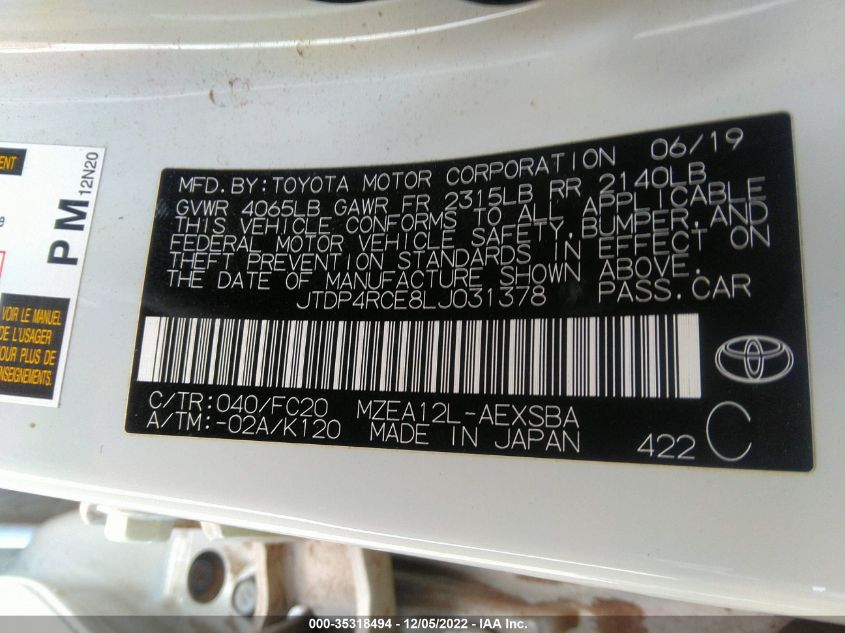 ENT
PM 12N20
VOIR LE MANUEL
DE L'USAGER
POUR PLUS DE
RENSEIGNEMENTS.
MFD.BY:TOYOTA MOTOR CORPORATION 06/19
GVWR 4065LB GAWR FR 2315LB RR 2140LB
THIS VEHICLE CONFORMS TO ALL APPLICABLE
FEDERAL MOTOR VEHICLE SAFETY,BUMPER,AND
THEFT PREVENTION STANDARDS IN EFFECT ON
THE DATE OF MANUFACTURE SHOWN ABOVE.
JTDP4RCE8LJ031378 PASS.CAR
C/TR:040/FC20 MZEA12L-AEXSBA
A/TM:-02A/K120 MADE IN JAPAN 422 C
000-35318494 - 12/05/2022 - IAA Inc.